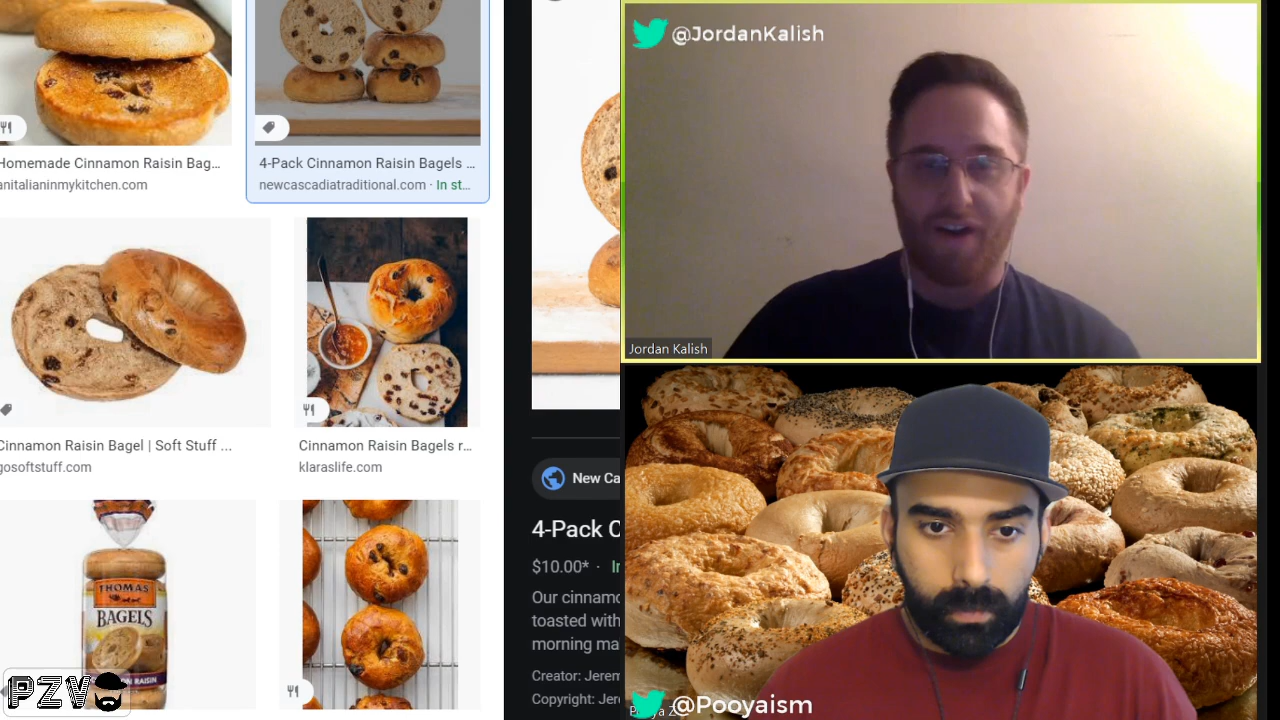 Homemade Cinnamon Raisin Bag...
anitalianinmykitchen.com
4-Pack Cinnamon Raisin Bagels ...
newcascadiatraditional.com · In st...
Cinnamon Raisin Bagel | Soft Stuff ...
gosoftstuff.com
Cinnamon Raisin Bagels r...
klaraslife.com
THOMAS
BAGELS
RAISIN
PZV
New Ca
4-Pack C
$10.00* · In
Our cinnamo
toasted with
morning ma
Creator: Jerem
Copyright: Jer
@JordanKalish
Jordan Kalish
@Pooyaism